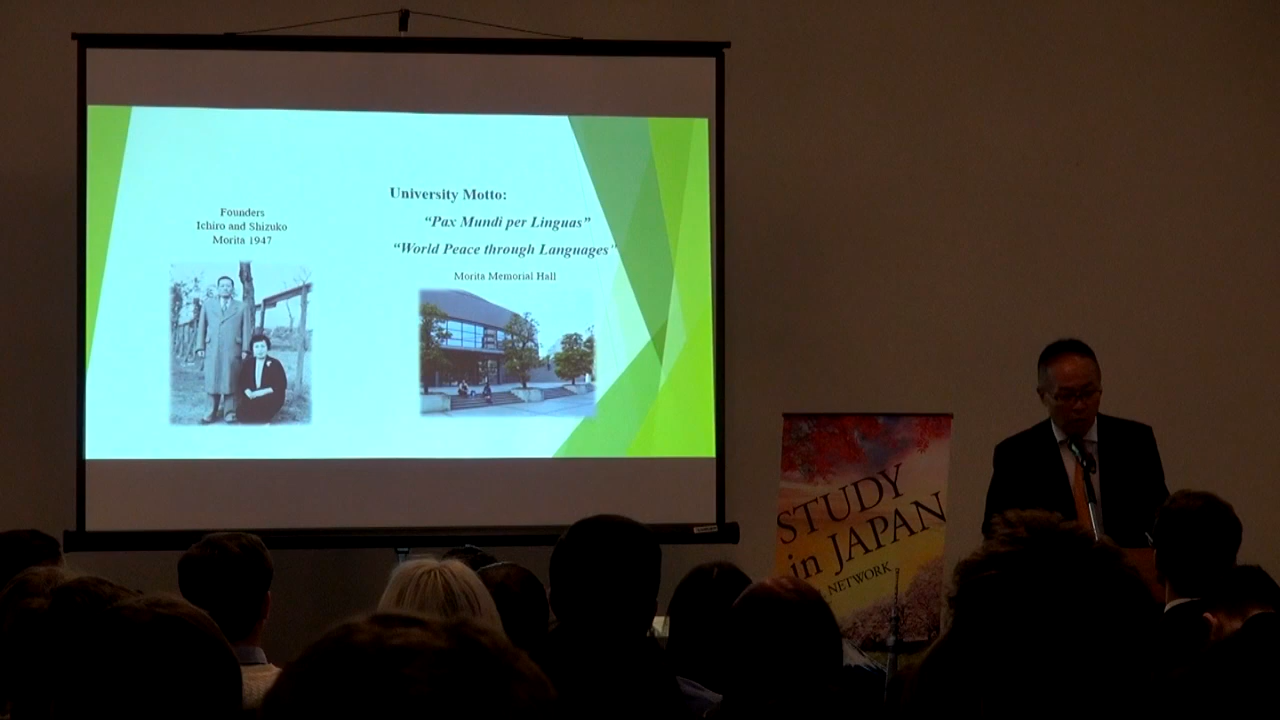 Founders
Ichiro and Shizuko
Morita 1947
University Motto:
“Pax Mundi per Linguas”
“World Peace through Languages”
Morita Memorial Hall
STUDY
in JAPAN
NETWORK